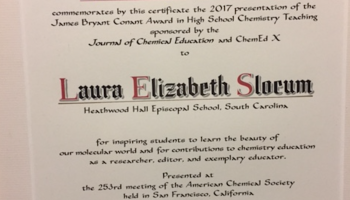 commemorates by this certificate the 2017 presentation of the
James Bryant Conant Award in High School Chemistry Teaching
sponsored by the
Journal of Chemical Education and ChemEd X
to
Laura Elizabeth Slocum
Heathwood Hall Episcopal School, South Carolina
for inspiring students to learn the beauty of
our molecular world and for contributions to chemistry education
as a researcher, editor, and exemplary educator.
Presented at
the 253rd meeting of the American Chemical Society
held in San Francisco, California